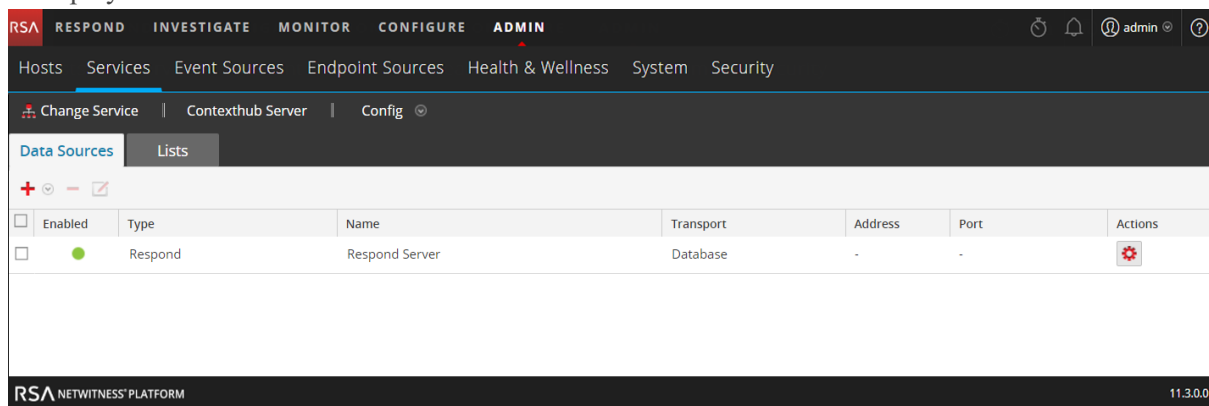 RSA RESPOND INVESTIGATE MONITOR CONFIGURE ADMIN admin ?
Hosts Services Event Sources Endpoint Sources Health & Wellness System Security
Change Service Contexthub Server Config
Data Sources Lists
Enabled Type Name Transport Address Port Actions
Respond Respond Server Database - -
RSA NETWITNESS® PLATFORM 11.3.0.0